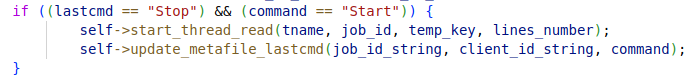 if ((lastcmd == "Stop") && (command == "Start")) {
self->start_thread_read(tname, job_id, temp_key, lines_number);
self->update_metafile_lastcmd(job_id_string, client_id_string, command);
}